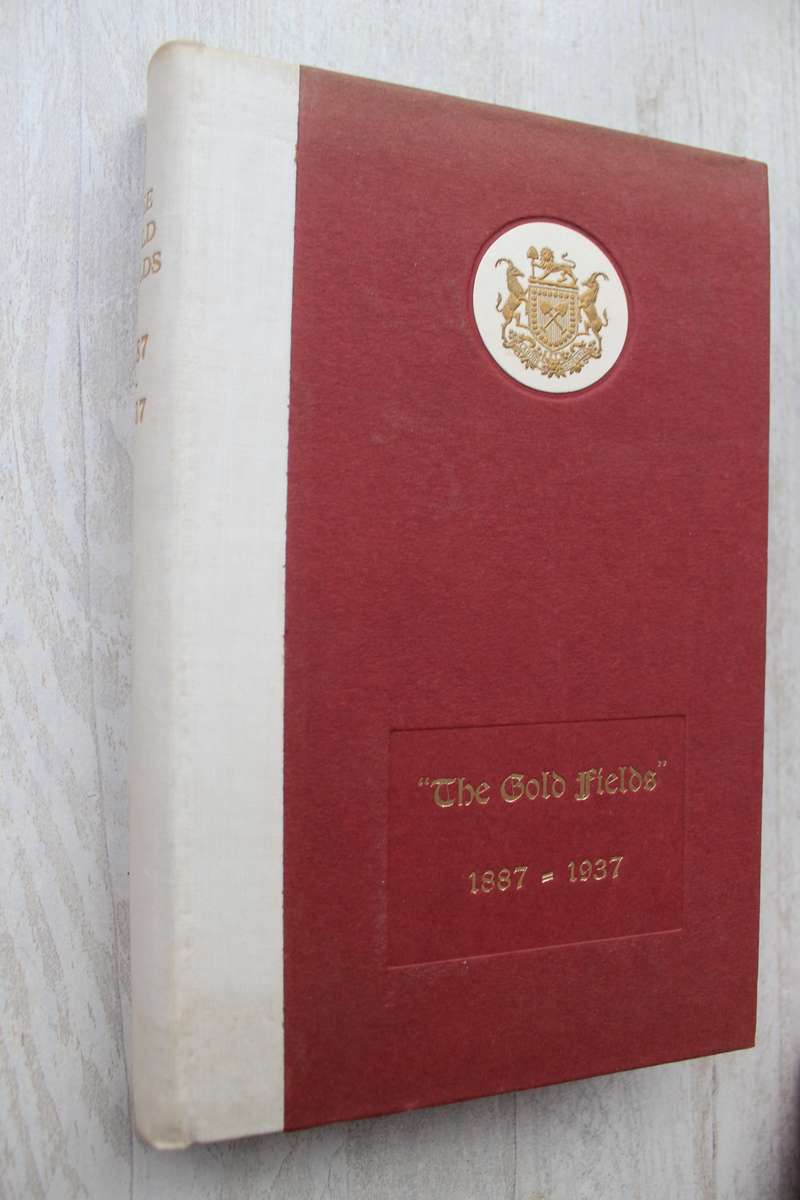 "The Gold Fields"
1887 = 1937